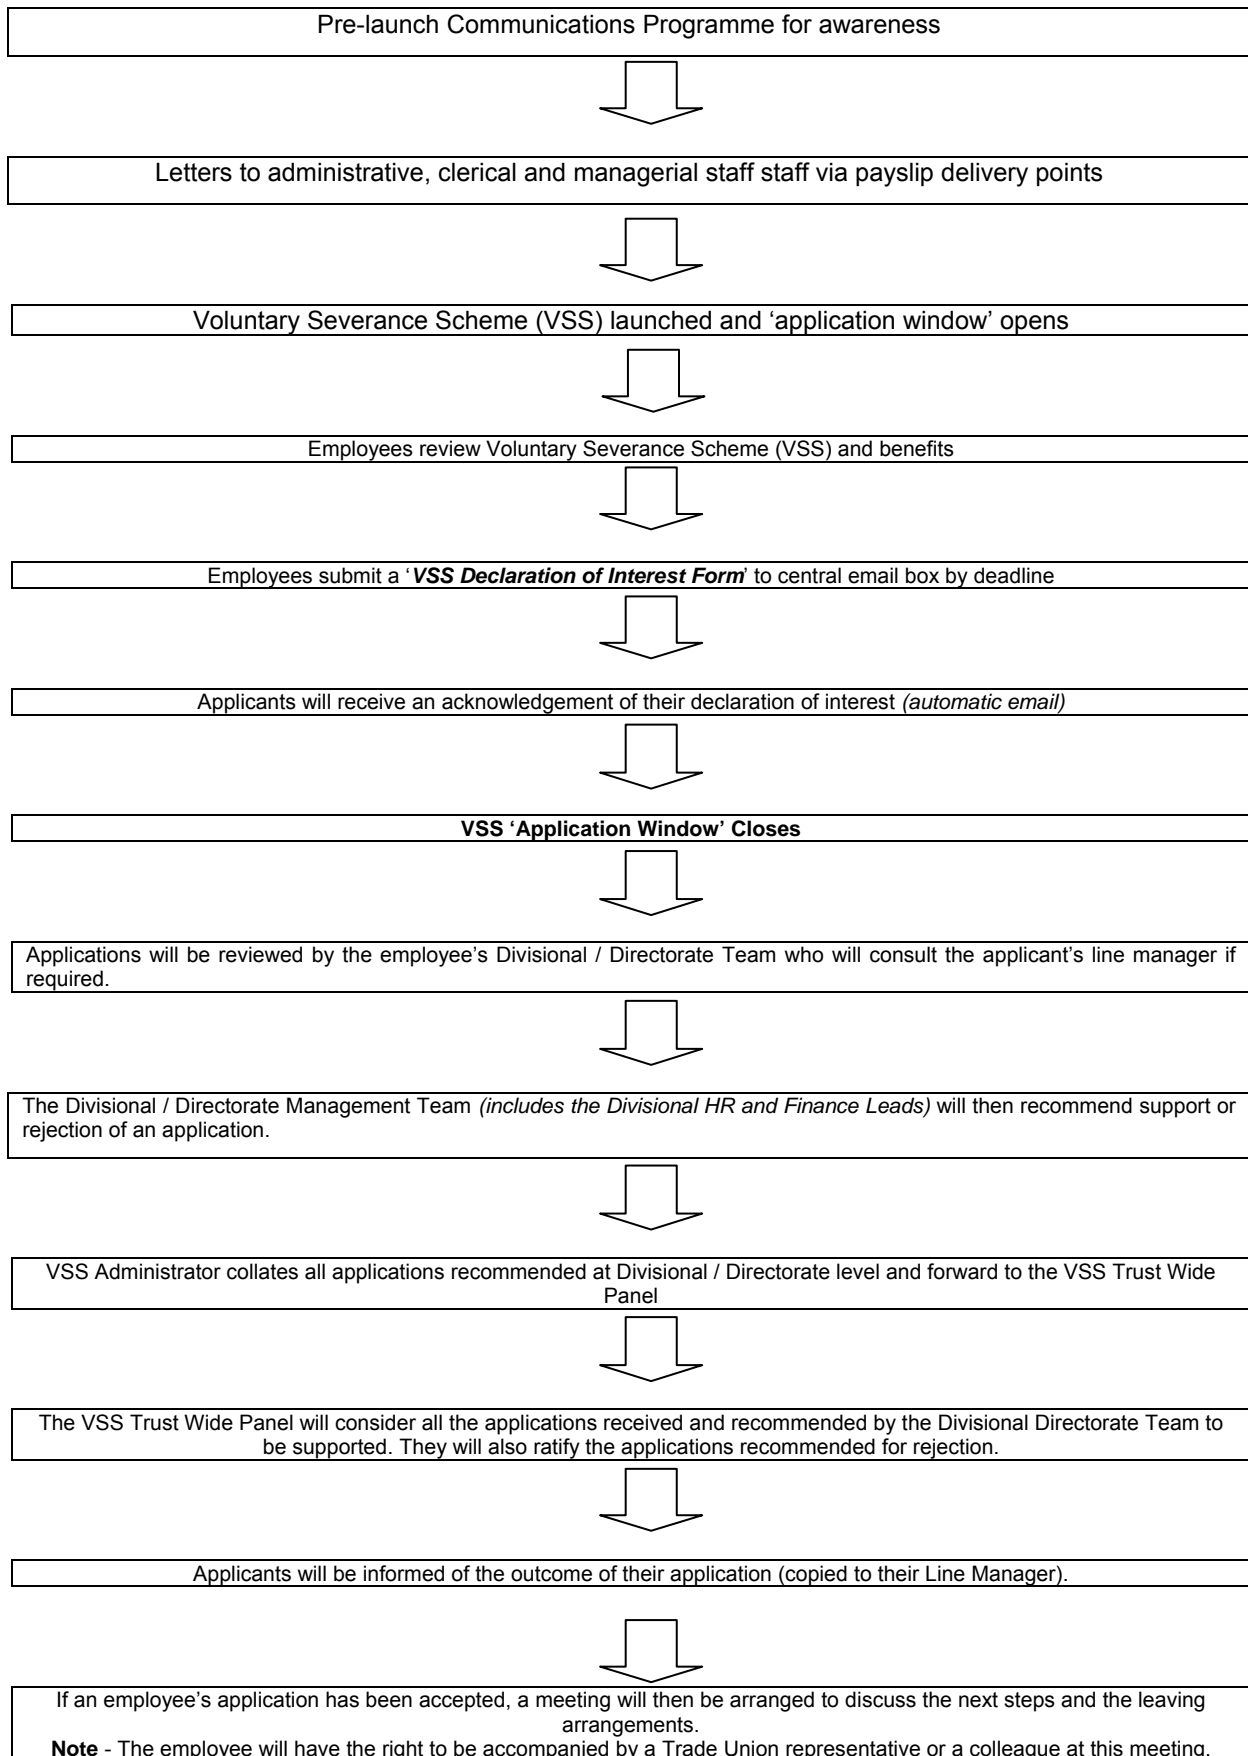 Pre-launch Communications Programme for awareness
Letters to administrative, clerical and managerial staff staff via payslip delivery points
Voluntary Severance Scheme (VSS) launched and ‘application window’ opens
Employees review Voluntary Severance Scheme (VSS) and benefits
Employees submit a ‘VSS Declaration of Interest Form’ to central email box by deadline
Applicants will receive an acknowledgement of their declaration of interest (automatic email)
VSS ‘Application Window’ Closes
Applications will be reviewed by the employee’s Divisional / Directorate Team who will consult the applicant’s line manager if
required.
The Divisional / Directorate Management Team (includes the Divisional HR and Finance Leads) will then recommend support or
rejection of an application.
VSS Administrator collates all applications recommended at Divisional / Directorate level and forward to the VSS Trust Wide
Panel
The VSS Trust Wide Panel will consider all the applications received and recommended by the Divisional Directorate Team to
be supported. They will also ratify the applications recommended for rejection.
Applicants will be informed of the outcome of their application (copied to their Line Manager).
If an employee’s application has been accepted, a meeting will then be arranged to discuss the next steps and the leaving
arrangements.
Note - The employee will have the right to be accompanied by a Trade Union representative or a colleague at this meeting.